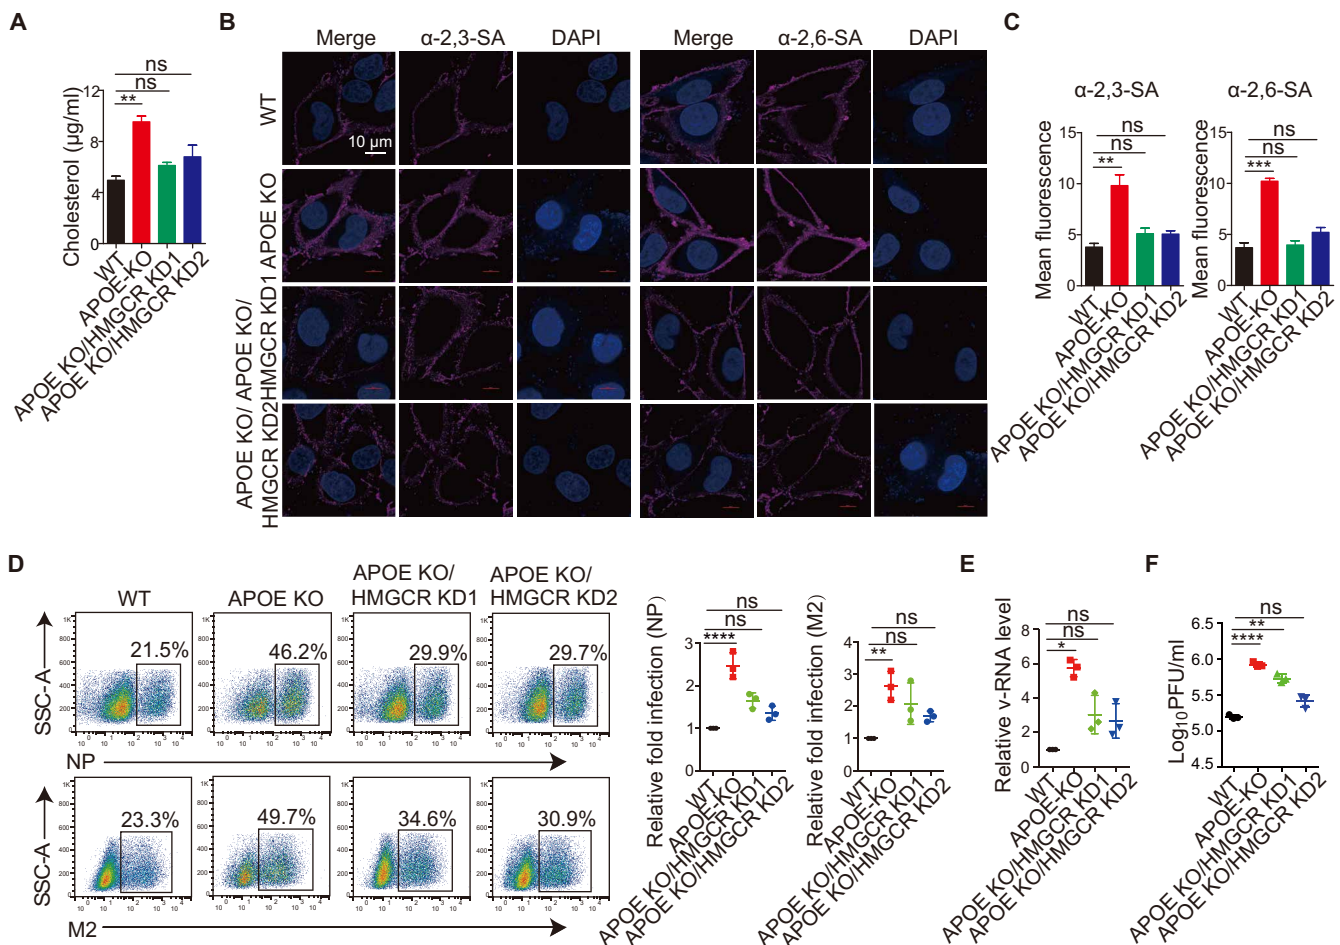 A
Cholesterol (μg/ml)
12
8
4
0
ns
ns
**
WT
APOE-KO
APOE KO/HMGCR KD1
APOE KO/HMGCR KD2
B
Merge α-2,3-SA DAPI Merge α-2,6-SA DAPI
WT
10 μm
APOE KO
APOE KO/
HMGCR KD1
APOE KO/
HMGCR KD2
C
α-2,3-SA
Mean fluorescence
15
10
5
0
ns
ns
**
WT
APOE-KO
APOE KO/HMGCR KD1
APOE KO/HMGCR KD2
α-2,6-SA
Mean fluorescence
15
10
5
0
ns
ns
***
WT
APOE-KO
APOE KO/HMGCR KD1
APOE KO/HMGCR KD2
D
WT
APOE KO
APOE KO/
HMGCR KD1
APOE KO/
HMGCR KD2
SSC-A
21.5%
46.2%
29.9%
29.7%
NP
SSC-A
23.3%
49.7%
34.6%
30.9%
M2
Relative fold infection (NP)
3
2
1
0
ns
ns
****
WT
APOE-KO
APOE KO/HMGCR KD1
APOE KO/HMGCR KD2
Relative fold infection (M2)
4
3
2
1
0
ns
ns
**
WT
APOE-KO
APOE KO/HMGCR KD1
APOE KO/HMGCR KD2
E
Relative v-RNA level
8
6
4
2
0
ns
ns
*
WT
APOE-KO
APOE KO/HMGCR KD1
APOE KO/HMGCR KD2
F
Log10PFU/ml
6.5
6.0
5.5
5.0
4.5
ns
**
****
WT
APOE-KO
APOE KO/HMGCR KD1
APOE KO/HMGCR KD2